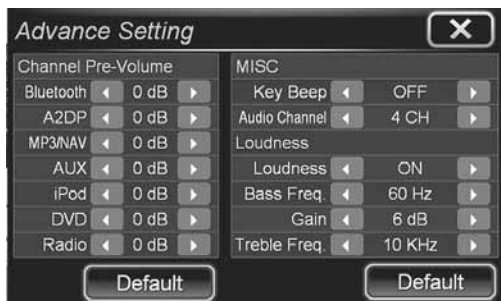 Advance Setting
Channel Pre-Volume
Bluetooth 0 dB
A2DP 0 dB
MP3/NAV 0 dB
AUX 0 dB
iPod 0 dB
DVD 0 dB
Radio 0 dB
Default
MISC
Key Beep OFF
Audio Channel 4 CH
Loudness
Loudness ON
Bass Freq. 60 Hz
Gain 6 dB
Treble Freq. 10 KHz
Default